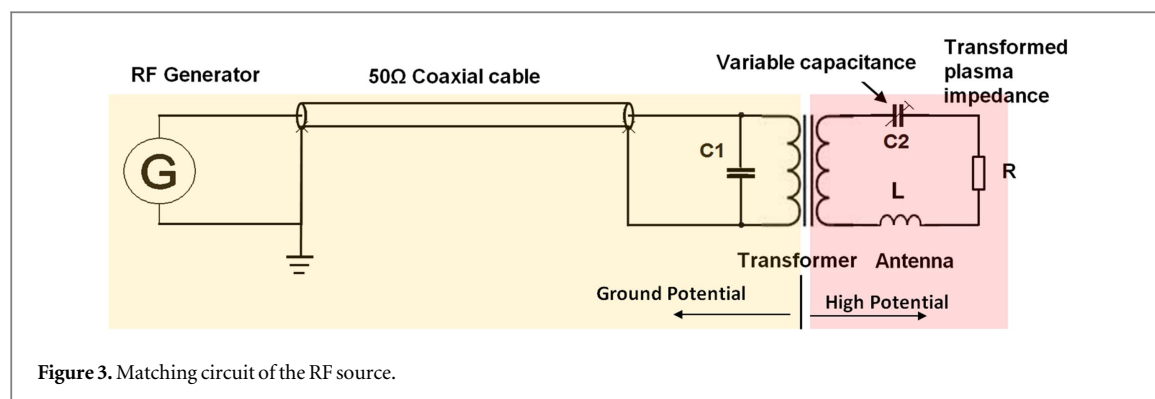 RF Generator
50Ω Coaxial cable
Variable capacitance
Transformed
plasma
impedance
G
C1
C2
R
L
Transformer
Antenna
Ground Potential
High Potential
Figure 3. Matching circuit of the RF source.